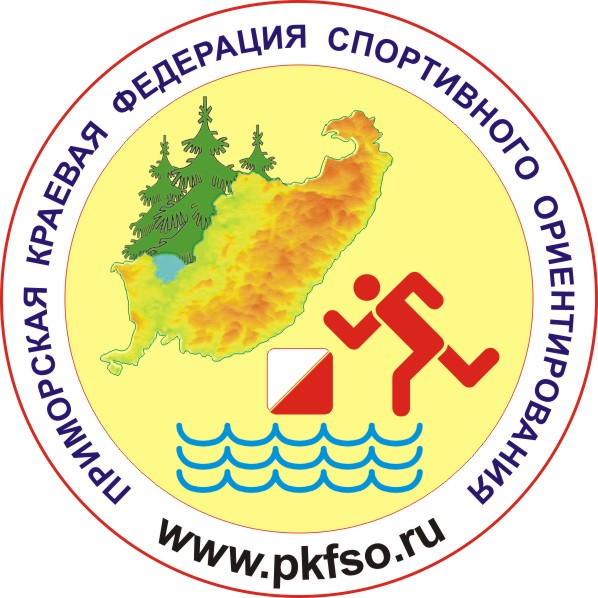 ПРИМОРСКАЯ КРАЕВАЯ ФЕДЕРАЦИЯ СПОРТИВНОГО ОРИЕНТИРОВАНИЯ
www.pkfso.ru